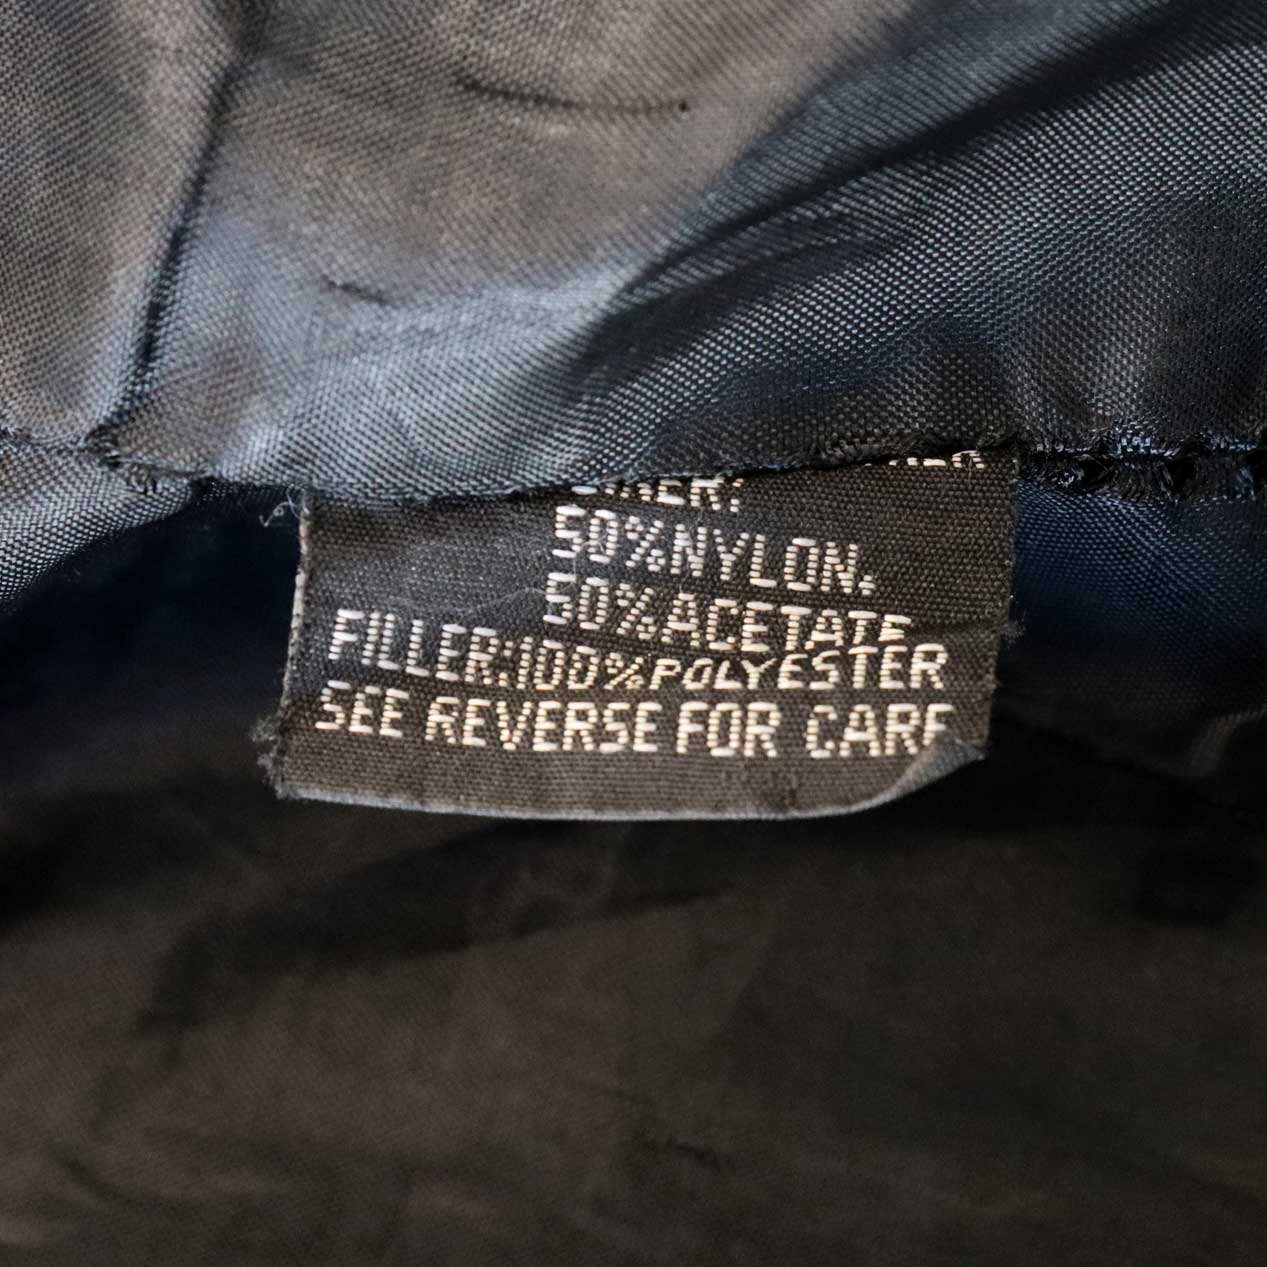 50%NYLON.
50%ACETATE
FILLER:100%POLYESTER
SEE REVERSE FOR CARE